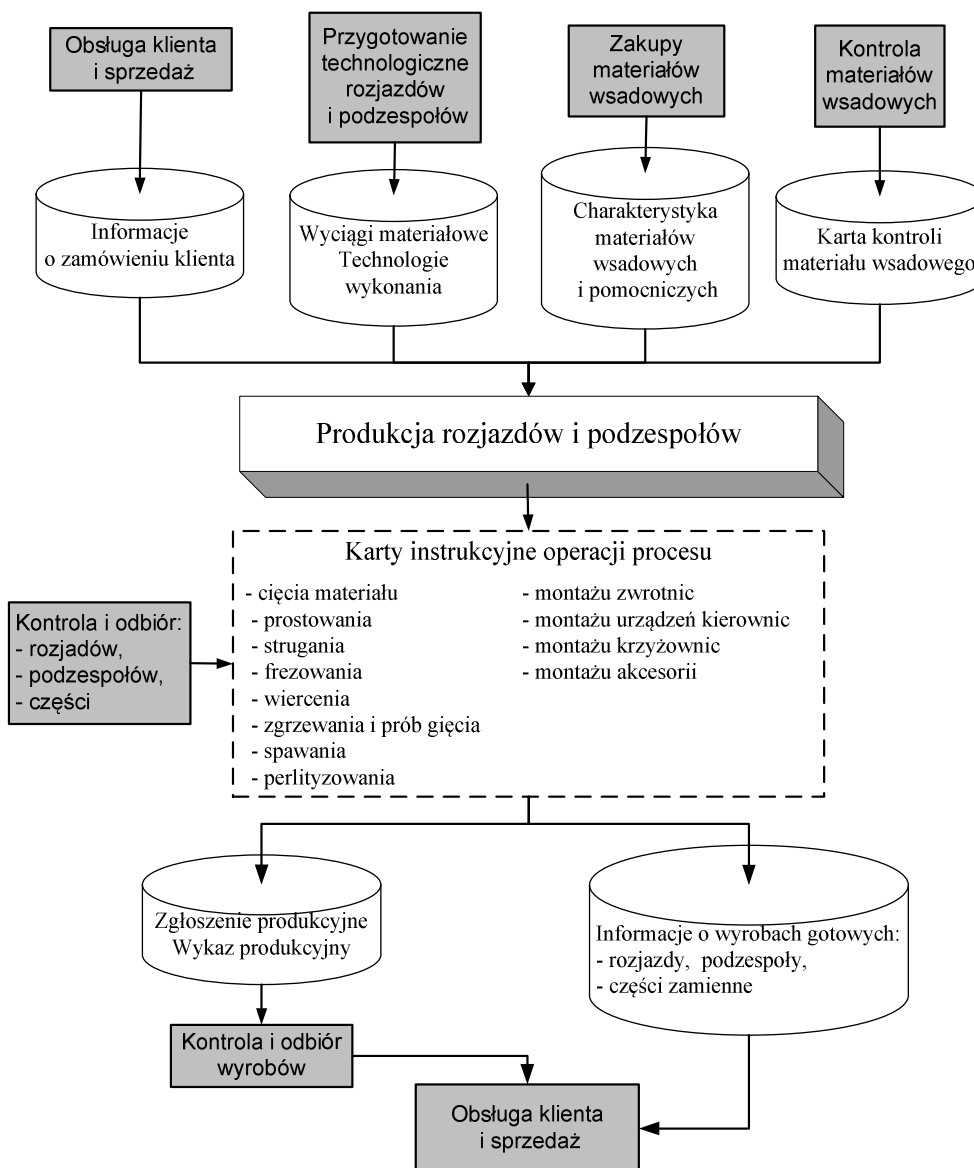 Obsługa klienta
i sprzedaż
Przygotowanie
technologiczne
rozjazdów
i podzespołów
Zakupy
materiałów
wsadowych
Kontrola
materiałów
wsadowych
Informacje
o zamówieniu klienta
Wyciągi materiałowe
Technologie
wykonania
Charakterystyka
materiałów
wsadowych
i pomocniczych
Karta kontroli
materiału wsadowego
Produkcja rozjazdów i podzespołów
Karty instrukcyjne operacji procesu
- cięcia materiału
- prostowania
- strugania
- frezowania
- wiercenia
- zgrzewania i prób gięcia
- spawania
- perlityzowania
- montażu zwrotnic
- montażu urządzeń kierownic
- montażu krzyżownic
- montażu akcesorii
Kontrola i odbiór:
- rozjadów,
- podzespołów,
- części
Zgłoszenie produkcyjne
Wykaz produkcyjny
Informacje o wyrobach gotowych:
- rozjazdy, podzespoły,
- części zamienne
Kontrola i odbiór
wyrobów
Obsługa klienta
i sprzedaż